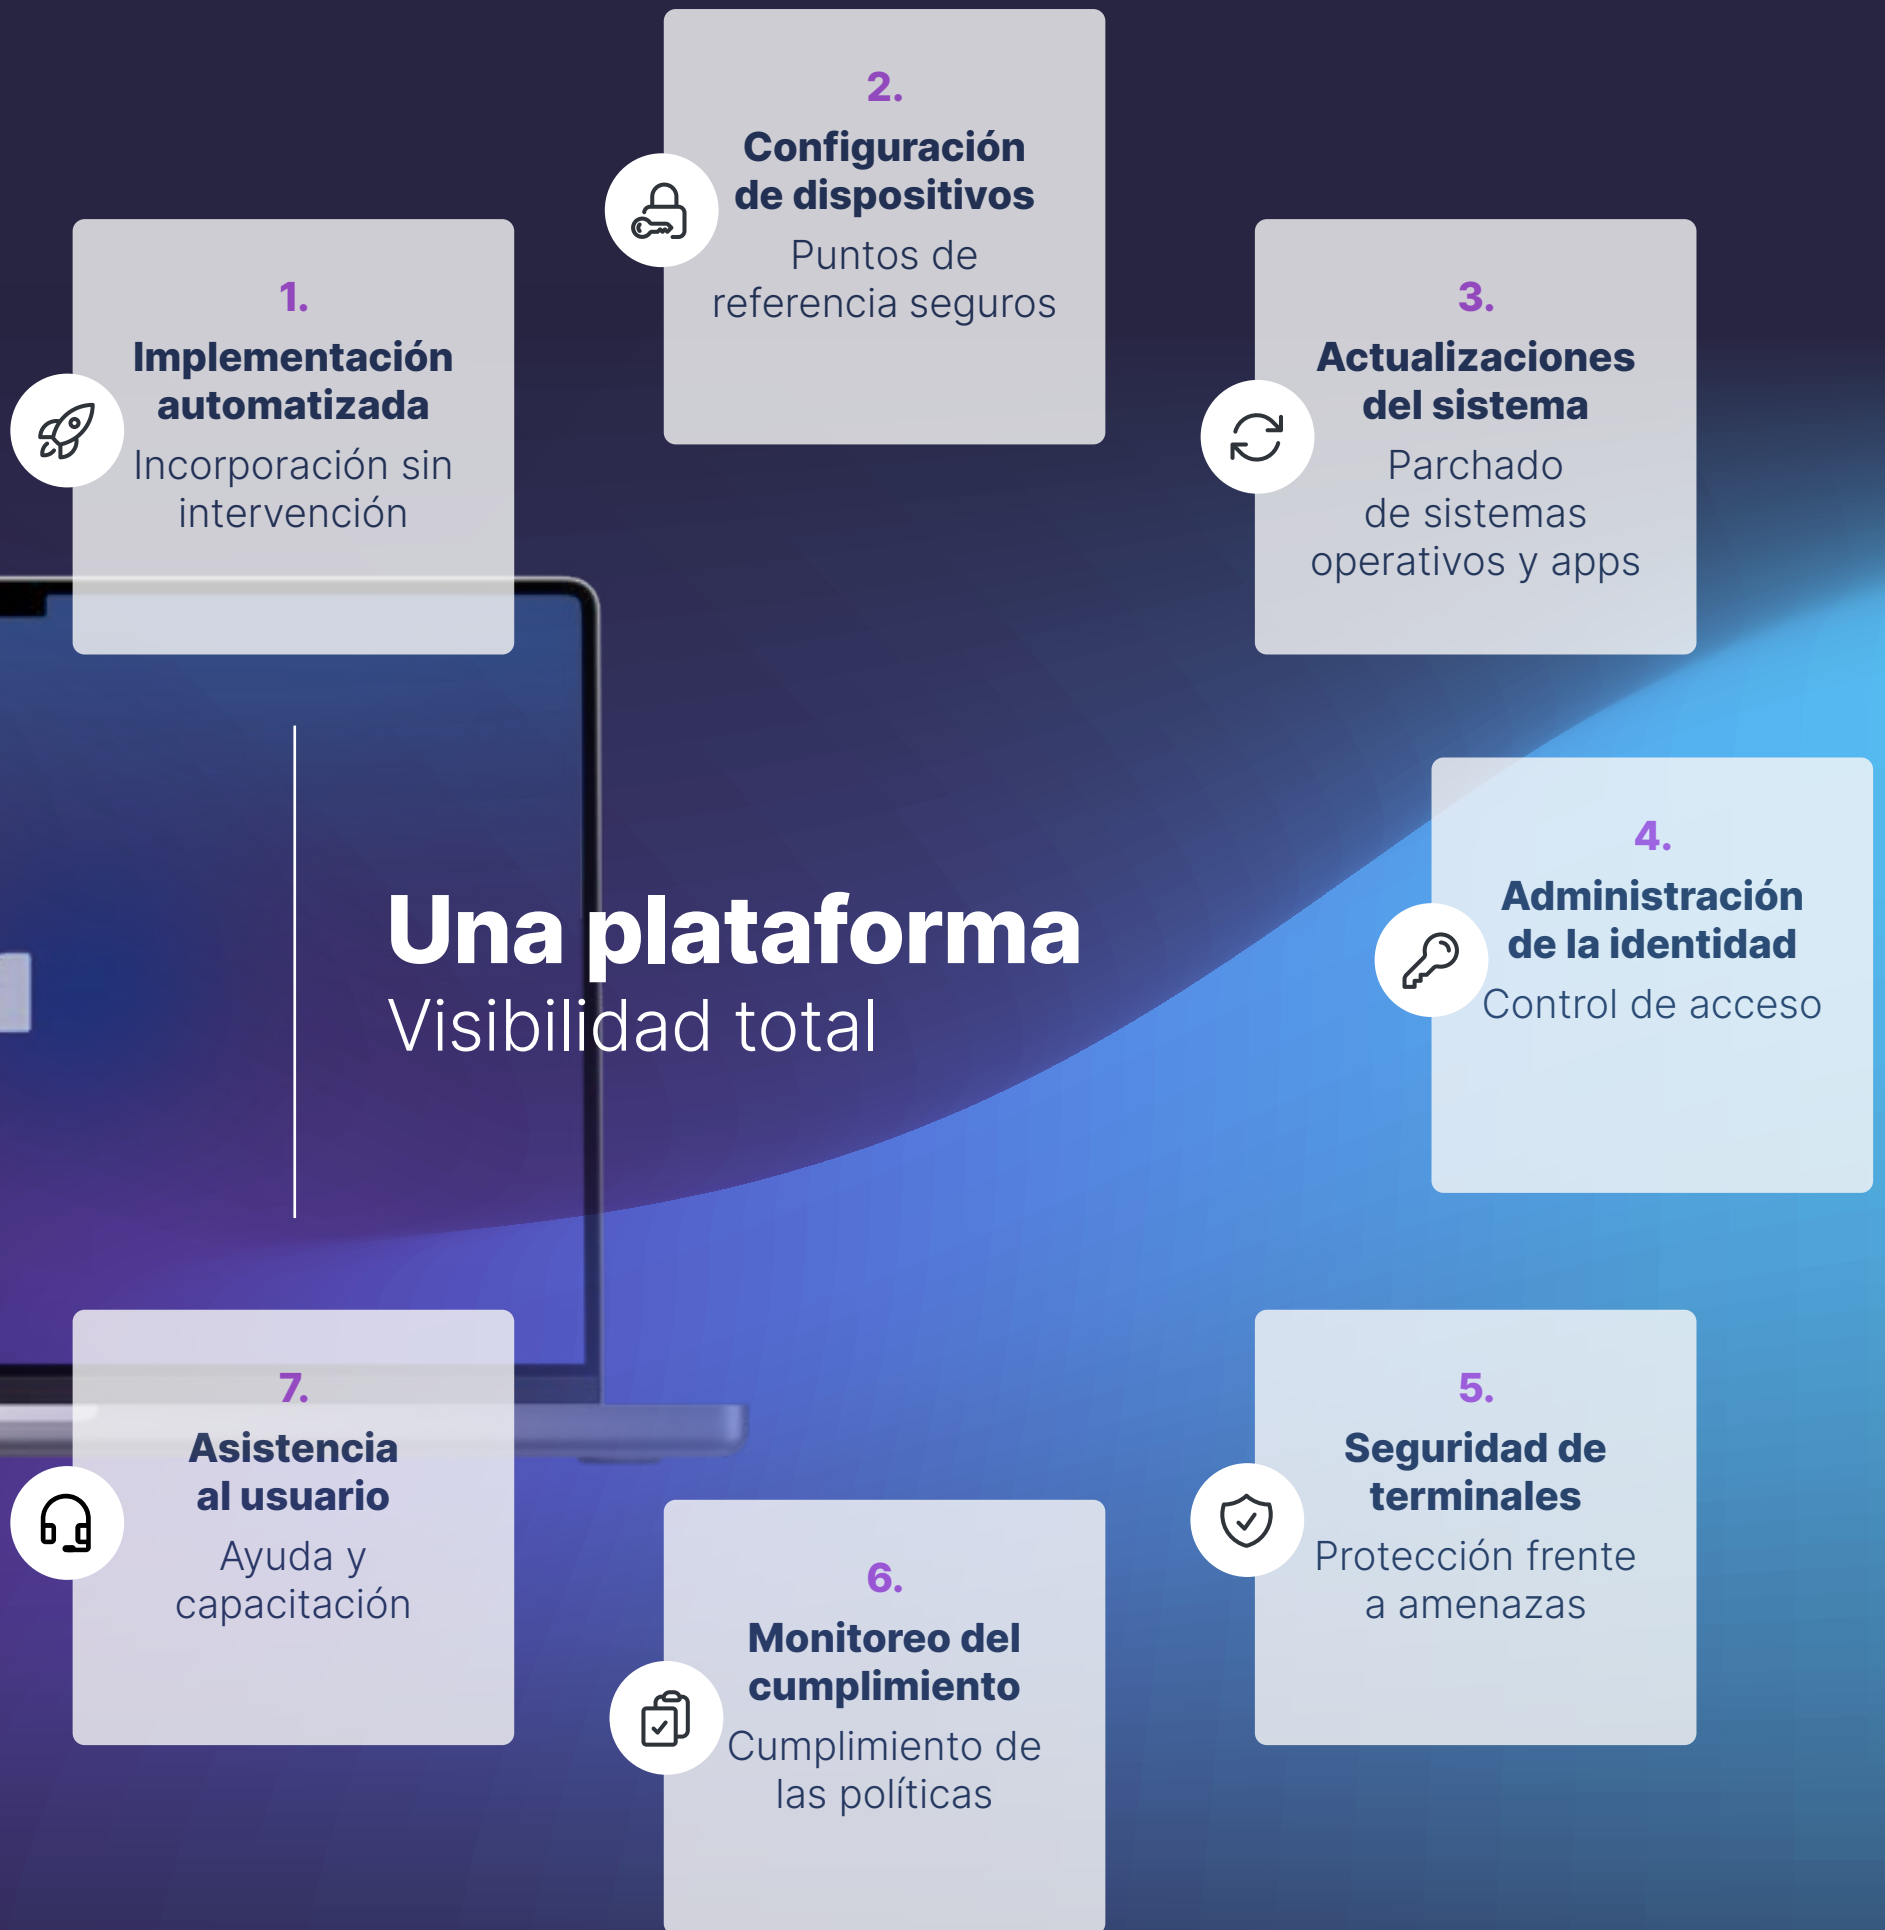 1.
Implementación
automatizada
Incorporación sin
intervención
2.
Configuración
de dispositivos
Puntos de
referencia seguros
3.
Actualizaciones
del sistema
Parchado
de sistemas
operativos y apps
Una plataforma
Visibilidad total
4.
Administración
de la identidad
Control de acceso
5.
Seguridad de
terminales
Protección frente
a amenazas
6.
Monitoreo del
cumplimiento
Cumplimiento de
las políticas
7.
Asistencia
al usuario
Ayuda y
capacitación